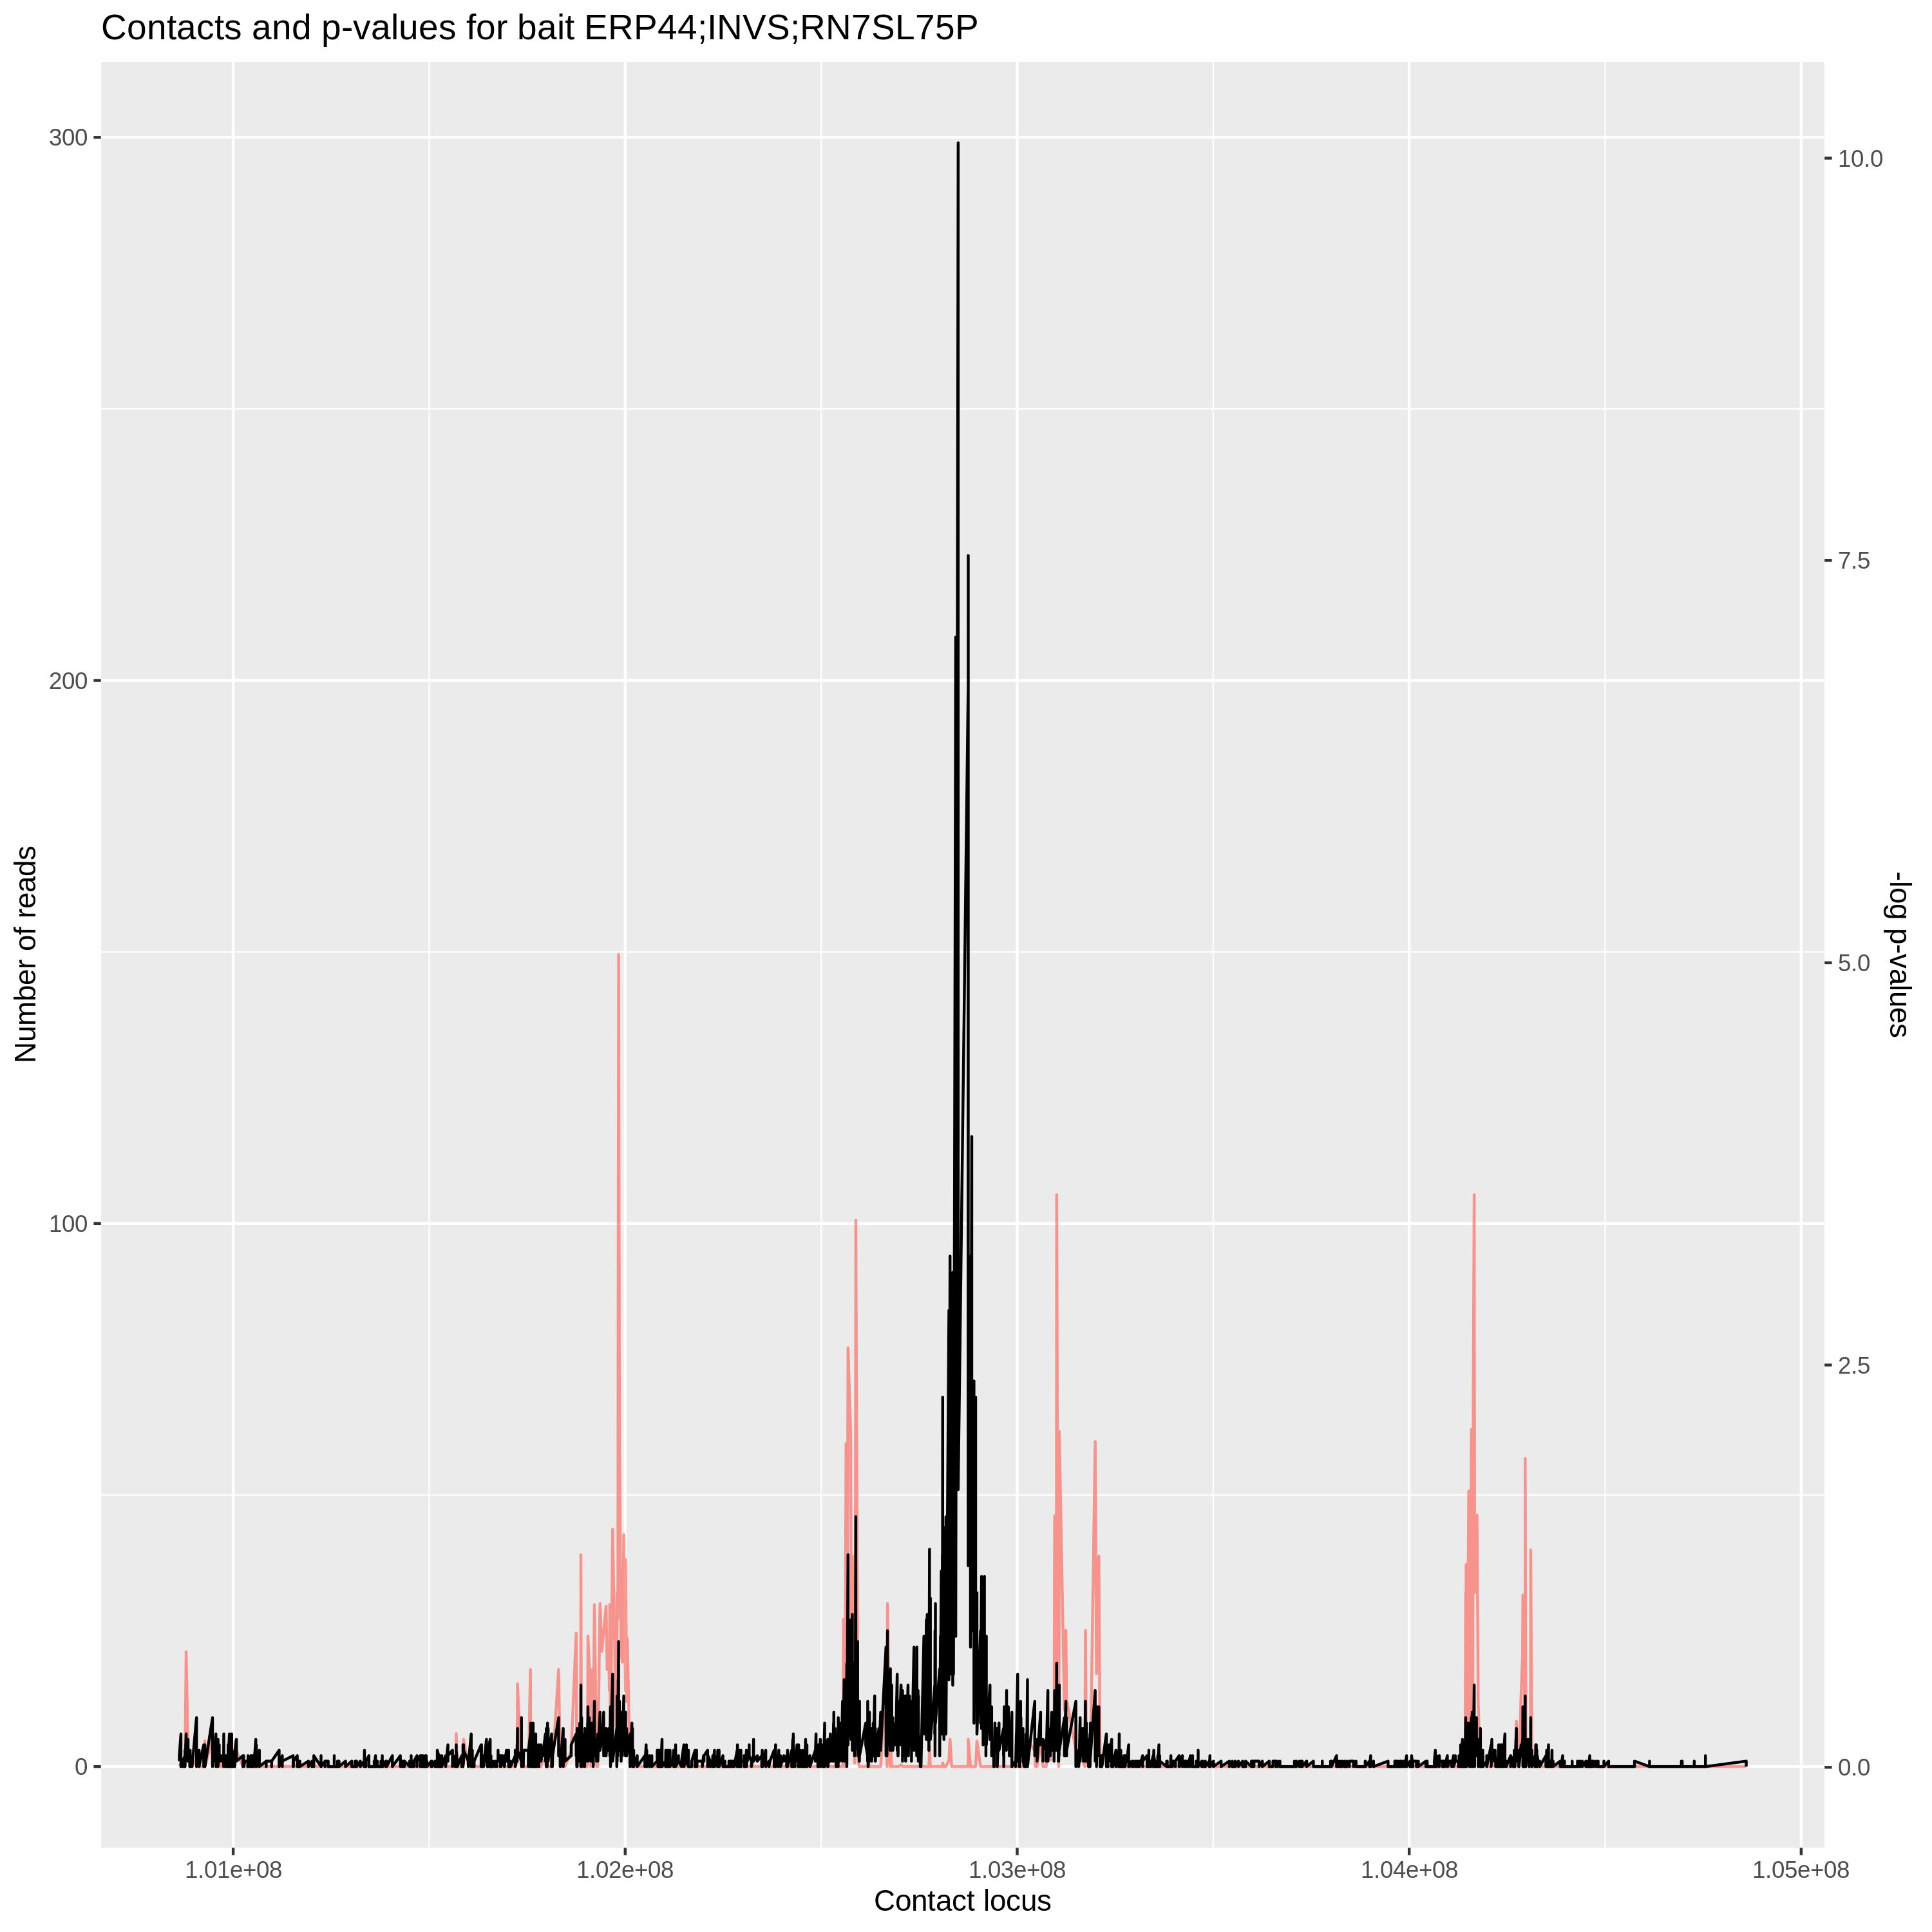 Contacts and p-values for bait ERP44;INVS;RN7SL75P
300
200
100
0
Number of reads
10.0
7.5
5.0
2.5
0.0
-log p-values
1.01e+08
1.02e+08
1.03e+08
1.04e+08
1.05e+08
Contact locus